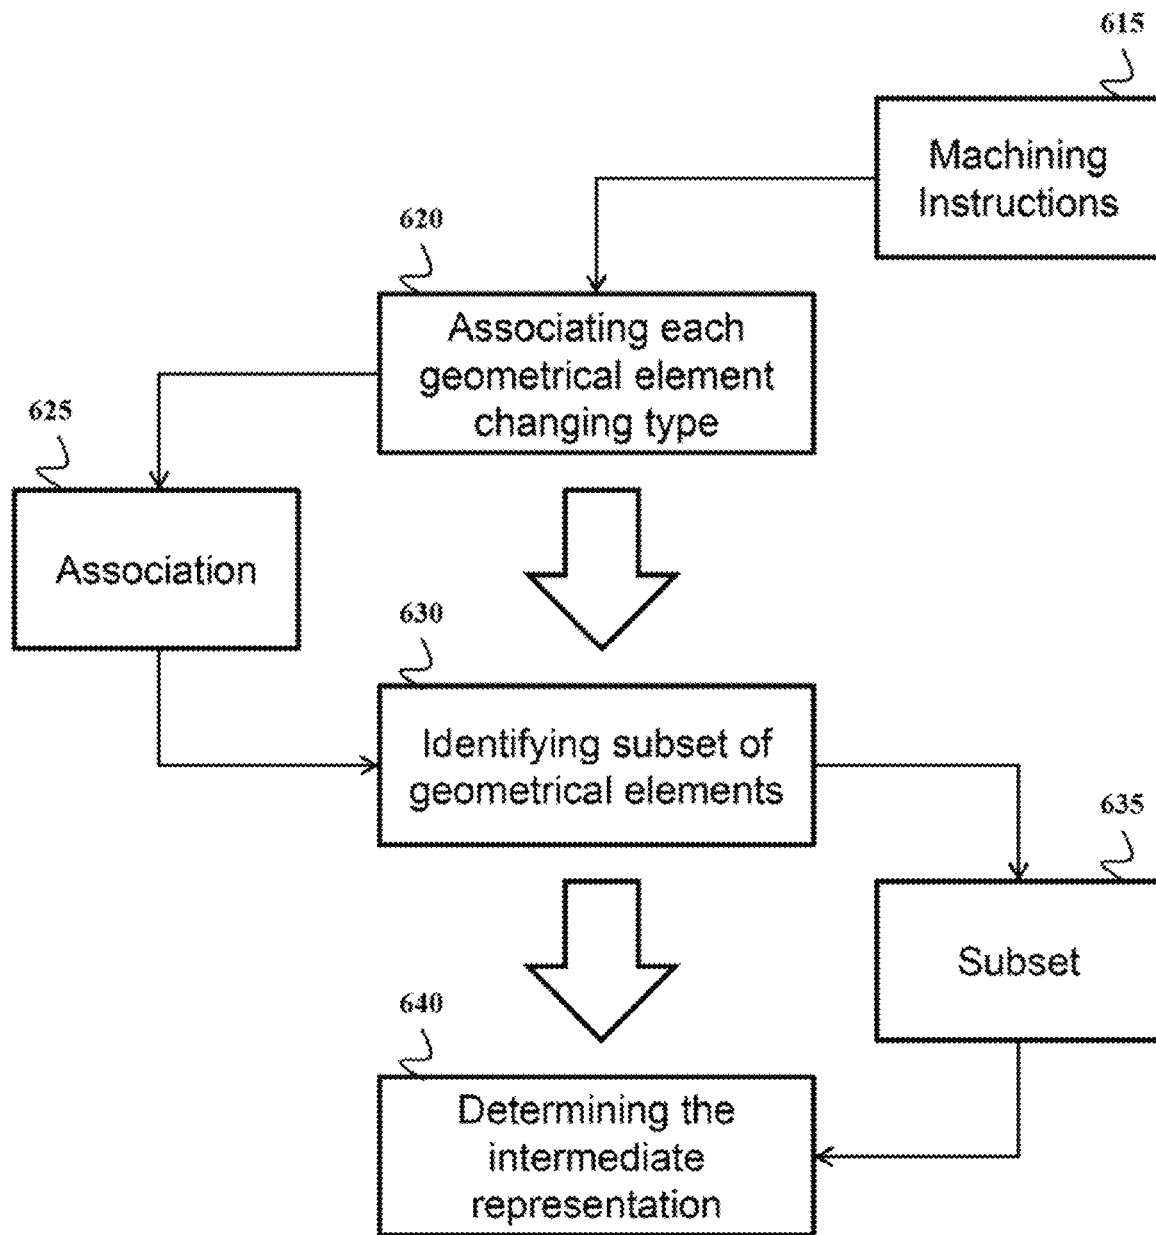 615
Machining
Instructions
620
Associating each
geometrical element
changing type
625
Association
630
Identifying subset of
geometrical elements
635
Subset
640
Determining the
intermediate
representation